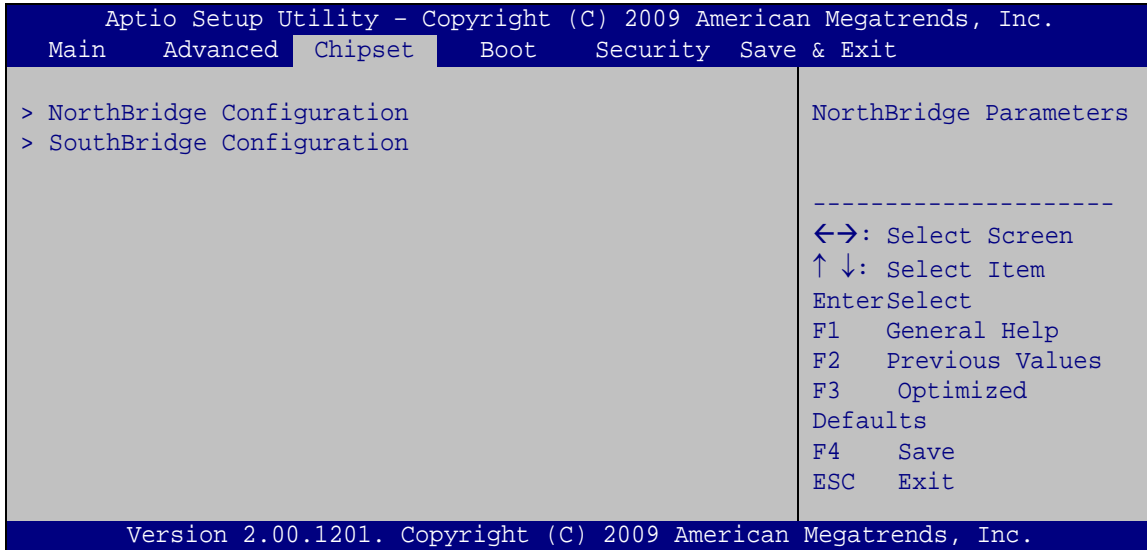 Aptio Setup Utility – Copyright (C) 2009 American Megatrends, Inc.
Main Advanced Chipset Boot Security Save & Exit
> NorthBridge Configuration
> SouthBridge Configuration
NorthBridge Parameters
---------------------
←→: Select Screen
↑ ↓: Select Item
EnterSelect
F1 General Help
F2 Previous Values
F3 Optimized
Defaults
F4 Save
ESC Exit
Version 2.00.1201. Copyright (C) 2009 American Megatrends, Inc.